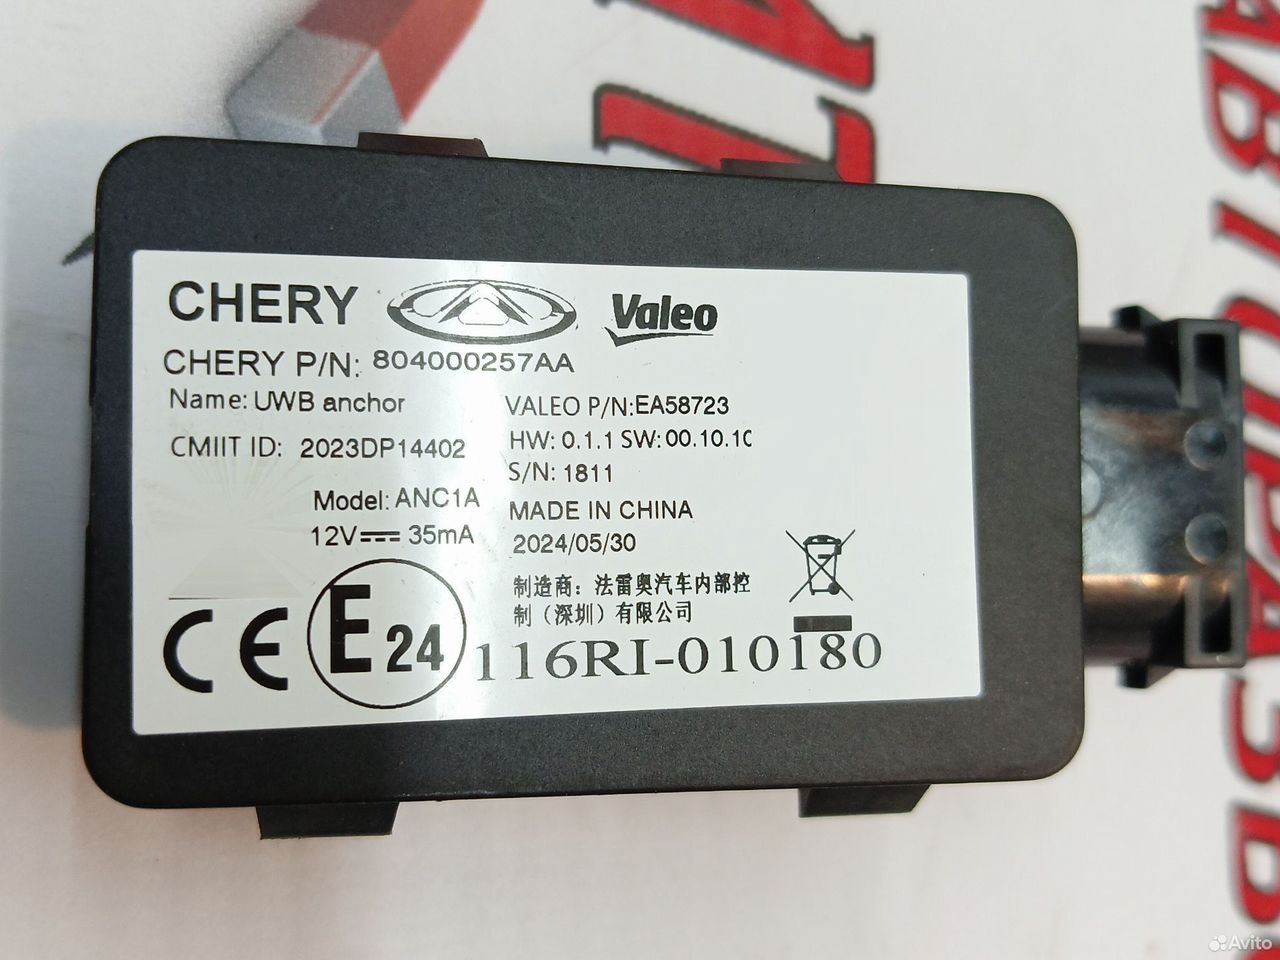 CHERY Valeo
CHERY P/N: 804000257AA
Name: UWB anchor
VALEO P/N:EA58723
CMIIT ID: 2023DP14402
HW: 0.1.1 SW: 00.10.10
S/N: 1811
Model: ANC1A
MADE IN CHINA
12V⎓ 35mA
2024/05/30
制造商：法雷奥汽车内部控
制（深圳）有限公司
CE E24 116RI-010180
АВТОРАЗБ
Avito